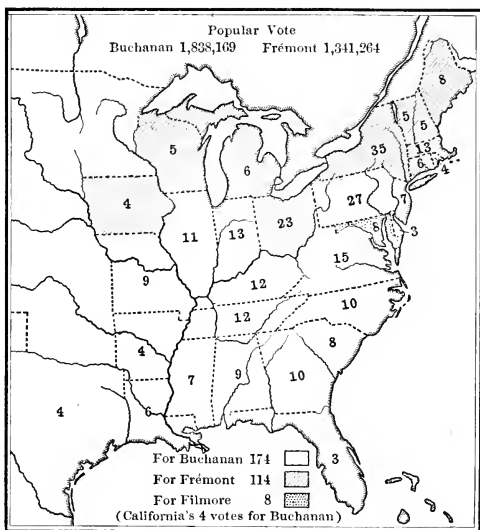 Popular Vote
Buchanan 1,838,169 Frémont 1,341,264
8
5 5
5 35 13
6 6
4
4 27 7
11 13 23 8 3
15
9 12
12 10
4 8
7 9 10
4 6
3
For Buchanan 174
For Frémont 114
For Filmore 8
(California's 4 votes for Buchanan)